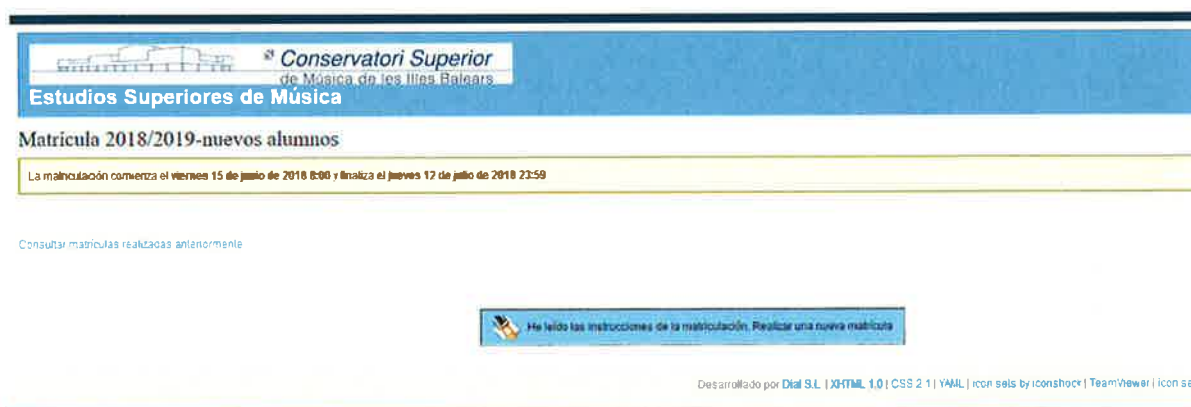 Conservatori Superior
de Música de les Illes Balears
Estudios Superiores de Música
Matrícula 2018/2019-nuevos alumnos
La matriculación comienza el viernes 15 de junio de 2018 8:00 y finaliza el jueves 12 de julio de 2018 23:59
Consultar matrículas realizadas anteriormente
He leído las instrucciones de la matriculación. Realizar una nueva matrícula
Desarrollado por Dial S.L. | XHTML 1.0 | CSS 2.1 | YAML | icon sets by iconshock | TeamViewer | icon se